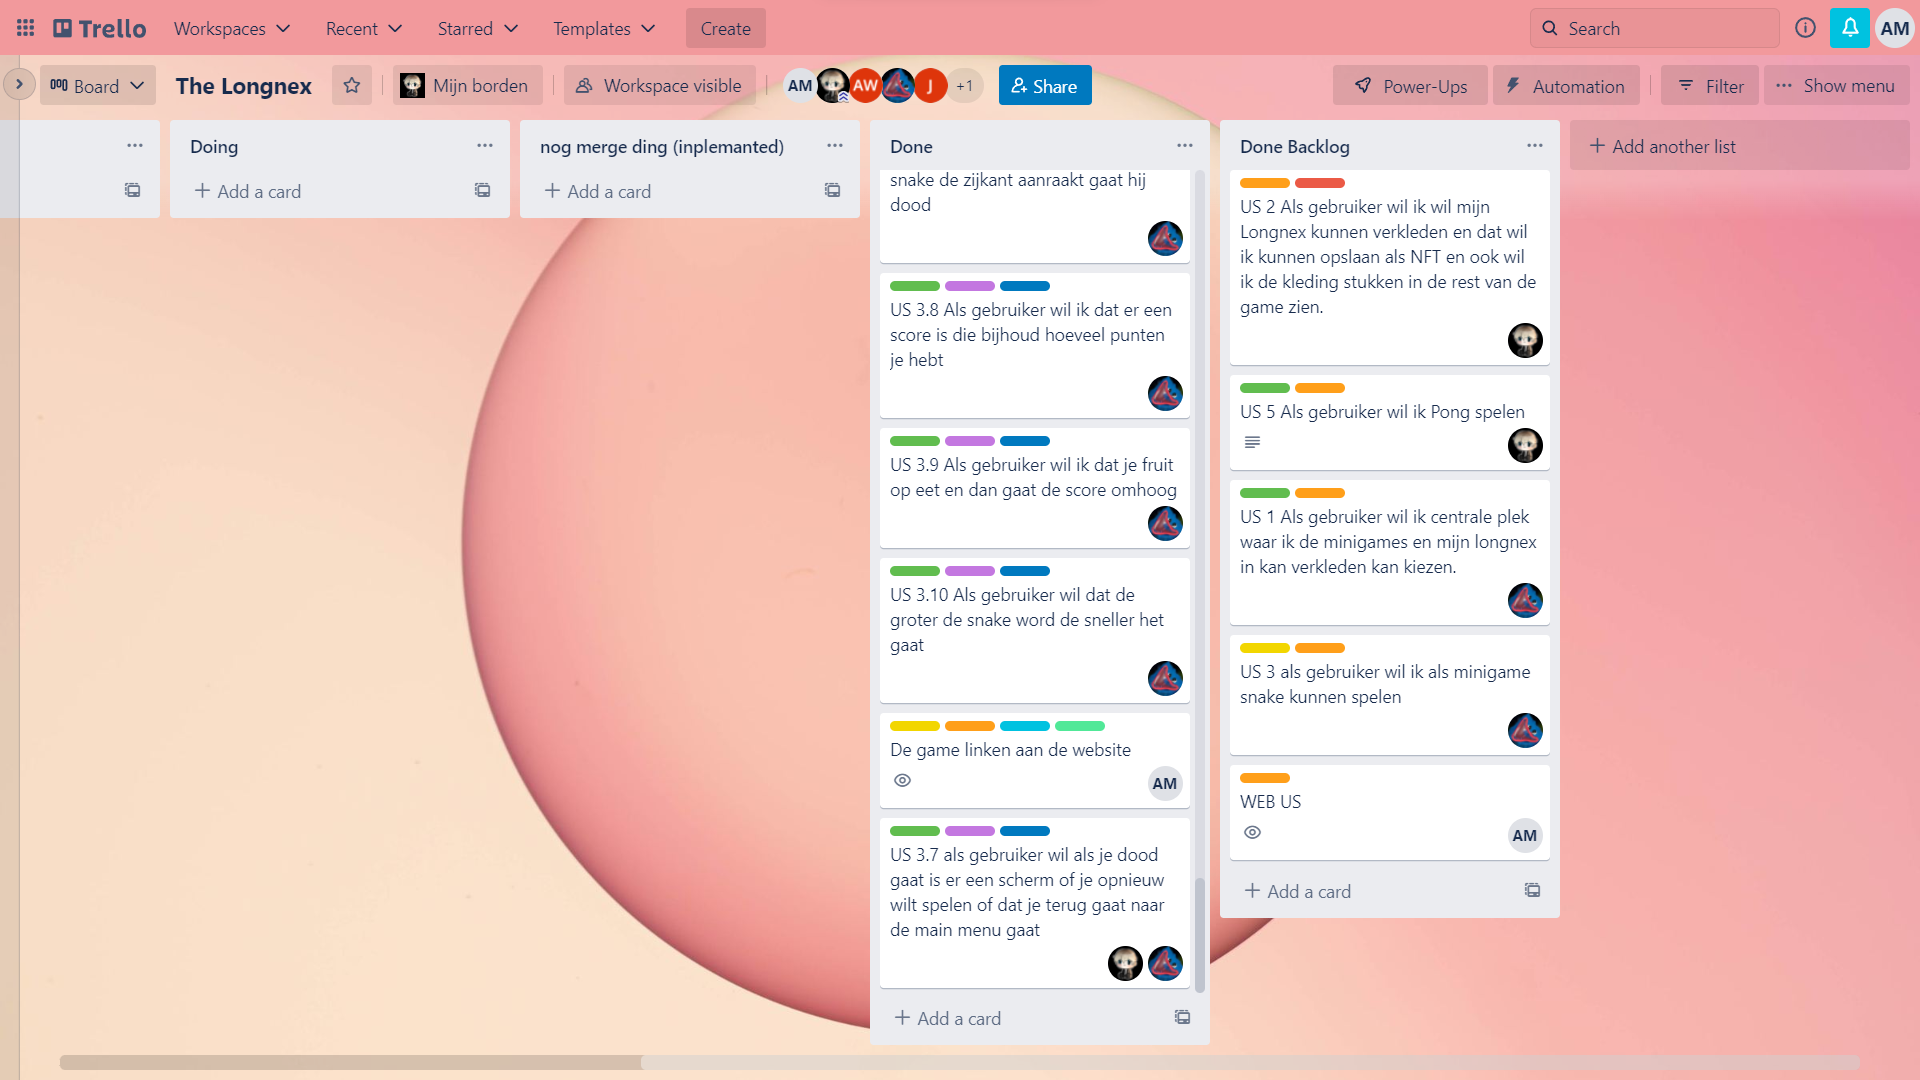 Trello
Workspaces
Recent
Starred
Templates
Create
Search
AM
Board
The Longnex
Mijn borden
Workspace visible
AM
AW
J
+1
Share
Power-Ups
Automation
Filter
Show menu
Doing
Add a card
nog merge ding (inplemanted)
Add a card
Done
snake de zijkant aanraakt gaat hij
dood
US 3.8 Als gebruiker wil ik dat er een
score is die bijhoud hoeveel punten
je hebt
US 3.9 Als gebruiker wil ik dat je fruit
op eet en dan gaat de score omhoog
US 3.10 Als gebruiker wil dat de
groter de snake word de sneller het
gaat
De game linken aan de website
AM
US 3.7 als gebruiker wil als je dood
gaat is er een scherm of je opnieuw
wilt spelen of dat je terug gaat naar
de main menu gaat
Add a card
Done Backlog
US 2 Als gebruiker wil ik wil mijn
Longnex kunnen verkleden en dat wil
ik kunnen opslaan als NFT en ook wil
ik de kleding stukken in de rest van de
game zien.
US 5 Als gebruiker wil ik Pong spelen
US 1 Als gebruiker wil ik centrale plek
waar ik de minigames en mijn longnex
in kan verkleden kan kiezen.
US 3 als gebruiker wil ik als minigame
snake kunnen spelen
WEB US
AM
Add a card
Add another list